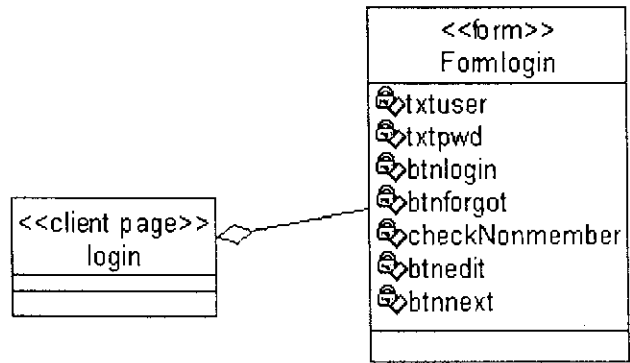 <<form>>
Formlogin
txtuser
txtpwd
btnlogin
btnforgot
checkNonmember
btnedit
btnnext
<<client page>>
login